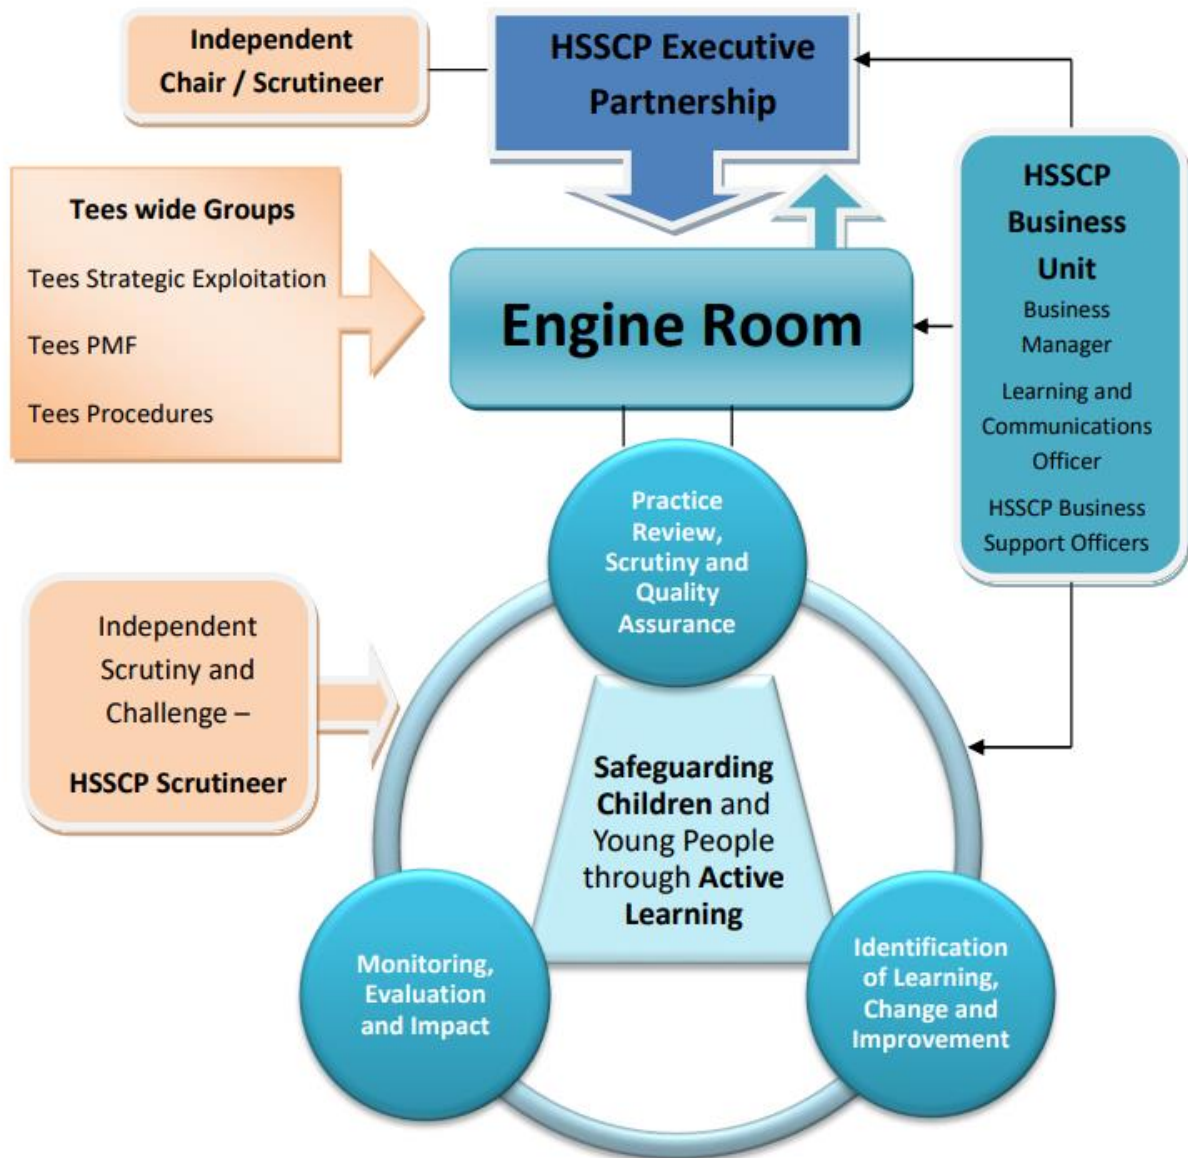 Independent
Chair / Scrutineer
HSSCP Executive
Partnership
Tees wide Groups
Tees Strategic Exploitation
Tees PMF
Tees Procedures
Engine Room
HSSCP
Business
Unit
Business
Manager
Learning and
Communications
Officer
HSSCP Business
Support Officers
Practice
Review,
Scrutiny and
Quality
Assurance
Independent
Scrutiny and
Challenge –
HSSCP Scrutineer
Safeguarding
Children and
Young People
through Active
Learning
Monitoring,
Evaluation
and Impact
Identification
of Learning,
Change and
Improvement